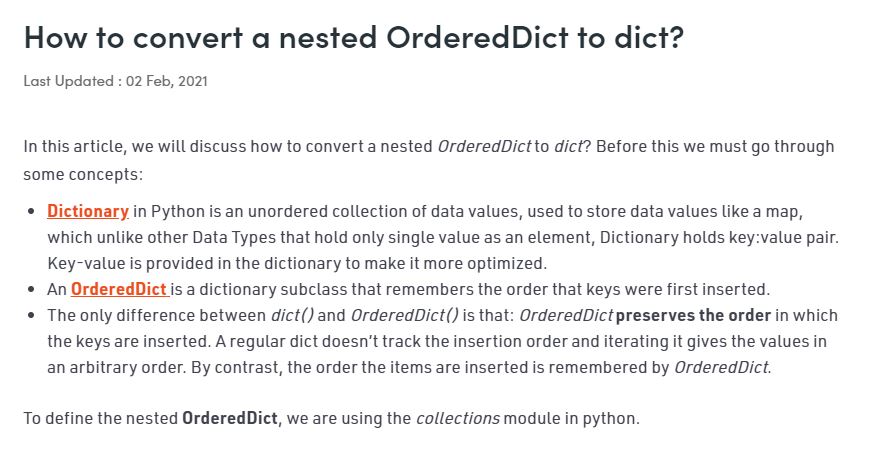 How to convert a nested OrderedDict to dict?
Last Updated : 02 Feb, 2021
In this article, we will discuss how to convert a nested OrderedDict to dict? Before this we must go through
some concepts:
• Dictionary in Python is an unordered collection of data values, used to store data values like a map,
which unlike other Data Types that hold only single value as an element, Dictionary holds key:value pair.
Key-value is provided in the dictionary to make it more optimized.
• An OrderedDict is a dictionary subclass that remembers the order that keys were first inserted.
• The only difference between dict() and OrderedDict() is that: OrderedDict preserves the order in which
the keys are inserted. A regular dict doesn’t track the insertion order and iterating it gives the values in
an arbitrary order. By contrast, the order the items are inserted is remembered by OrderedDict.
To define the nested OrderedDict, we are using the collections module in python.